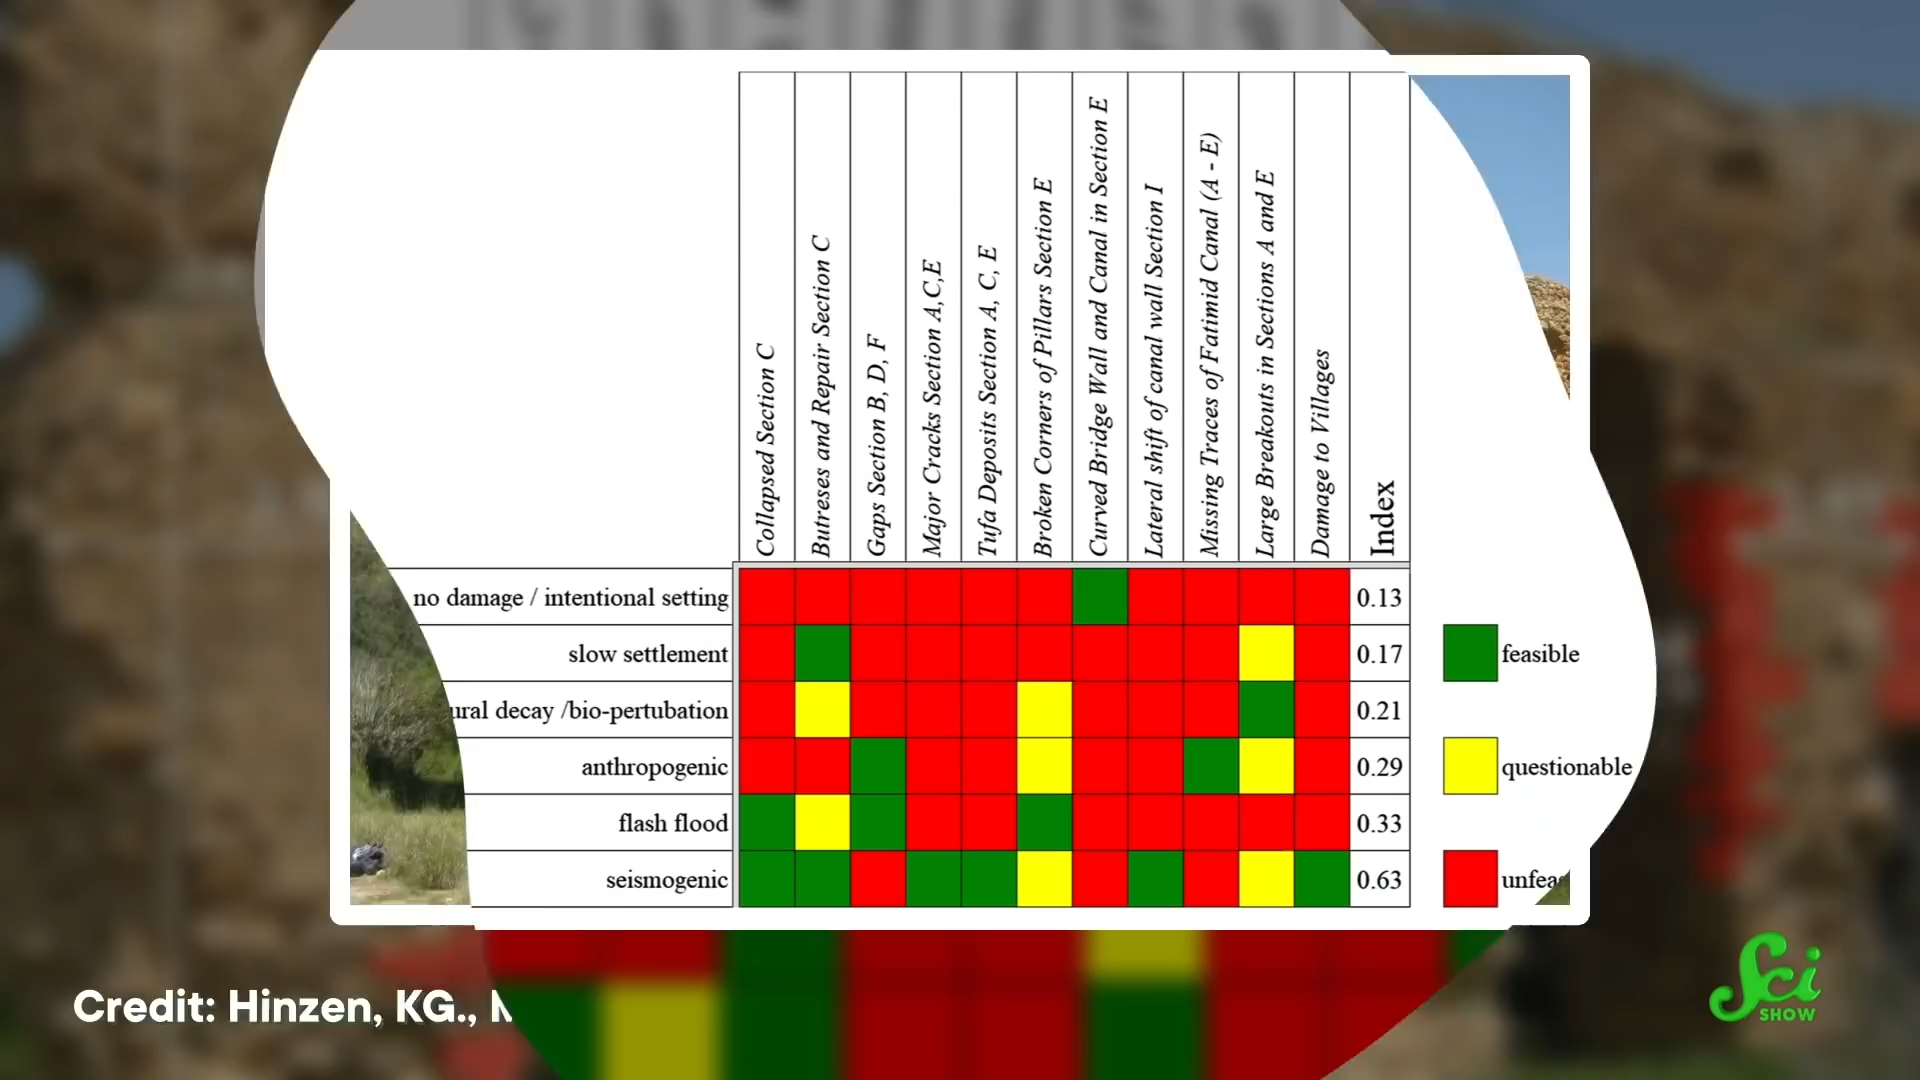 Collapsed Section C
Butreses and Repair Section C
Gaps Section B, D, F
Major Cracks Section A,C,E
Tufa Deposits Section A, C, E
Broken Corners of Pillars Section E
Curved Bridge Wall and Canal in Section E
Lateral shift of canal wall Section I
Missing Traces of Fatimid Canal (A - E)
Large Breakouts in Sections A and E
Damage to Villages
Index
no damage / intentional setting 0.13
slow settlement 0.17
ural decay /bio-pertubation 0.21
anthropogenic 0.29
flash flood 0.33
seismogenic 0.63
feasible
questionable
unfea
Credit: Hinzen, KG.,
Sci
SHOW